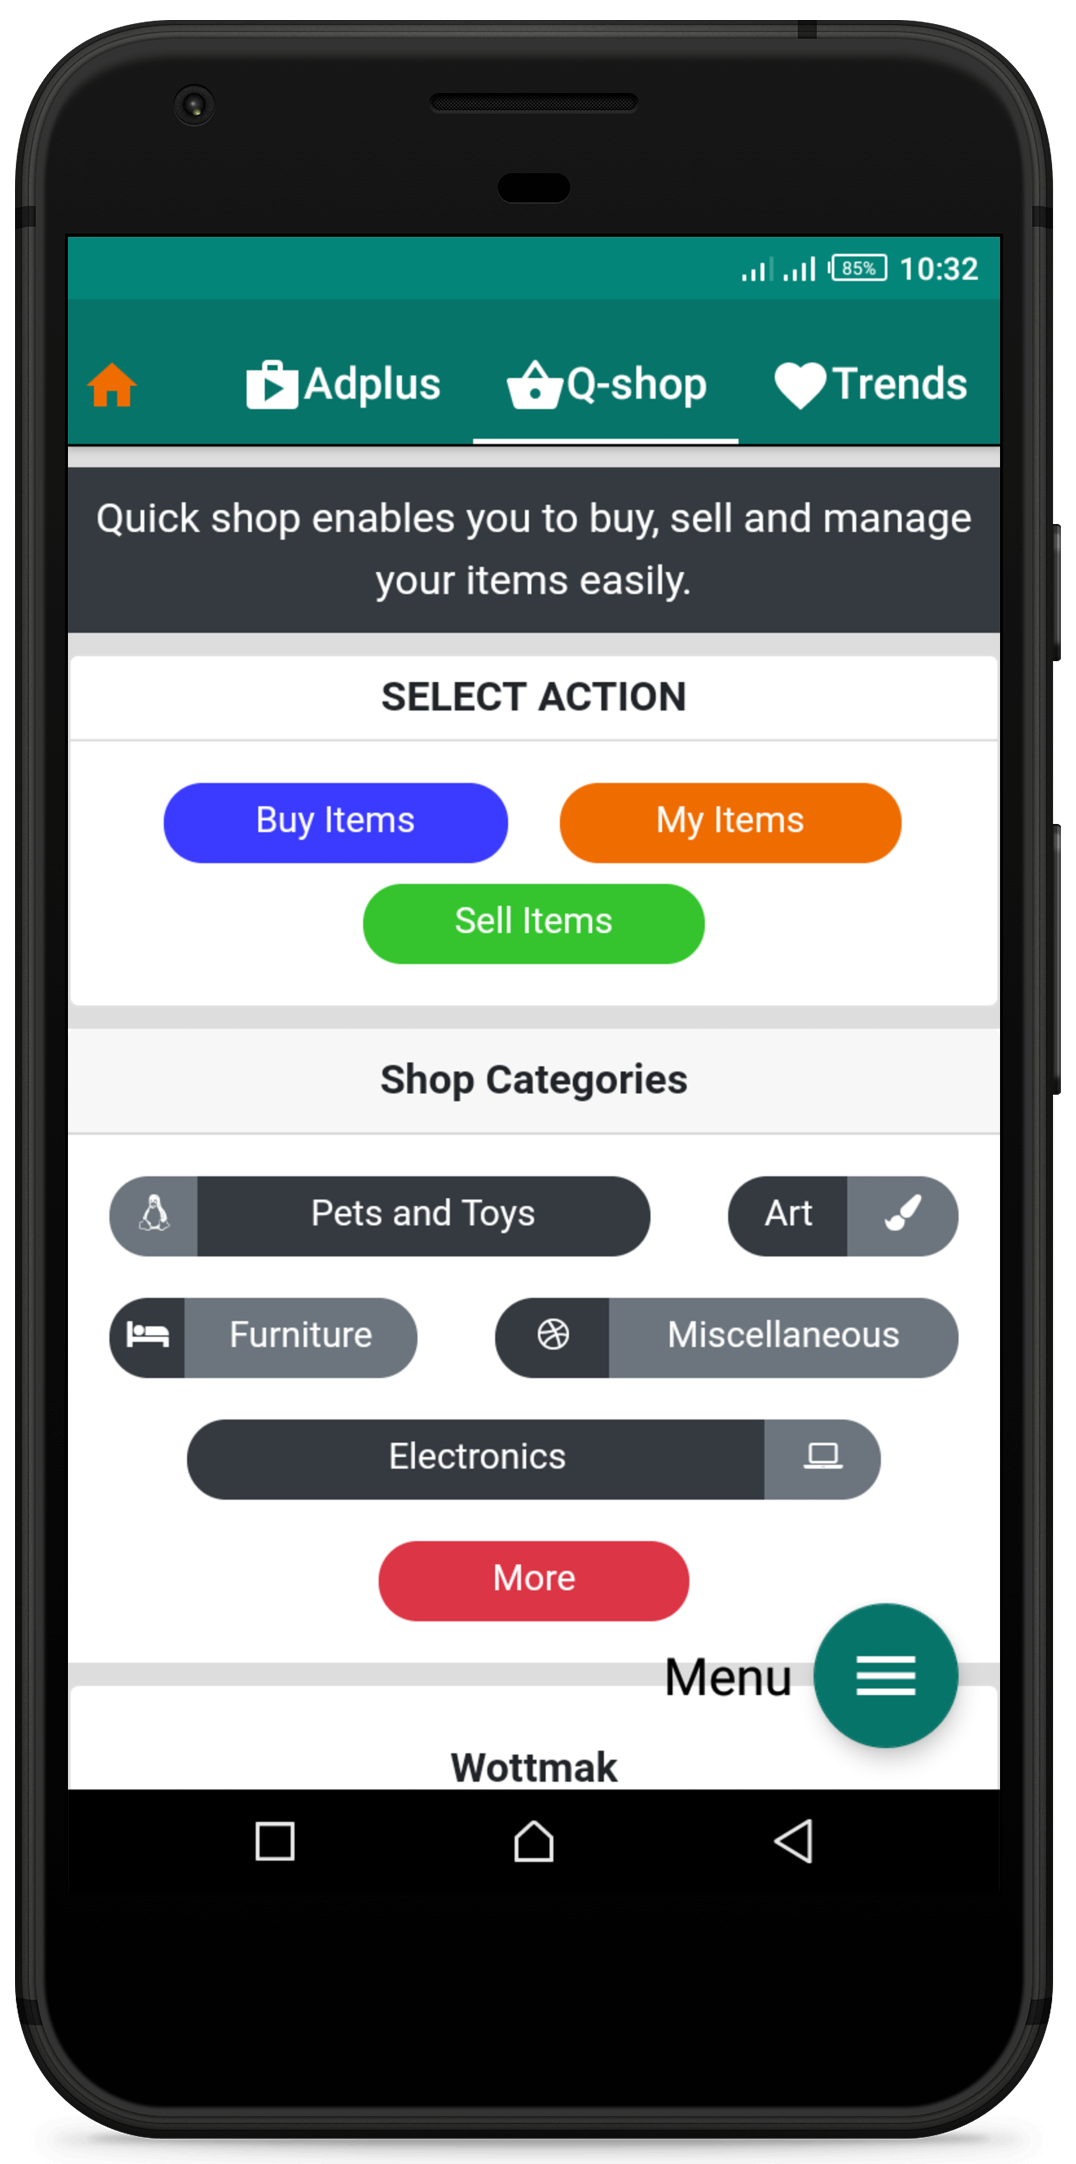 85% 10:32
Adplus Q-shop Trends
Quick shop enables you to buy, sell and manage
your items easily.
SELECT ACTION
Buy Items My Items
Sell Items
Shop Categories
Pets and Toys Art
Furniture Miscellaneous
Electronics
More
Menu
Wottmak